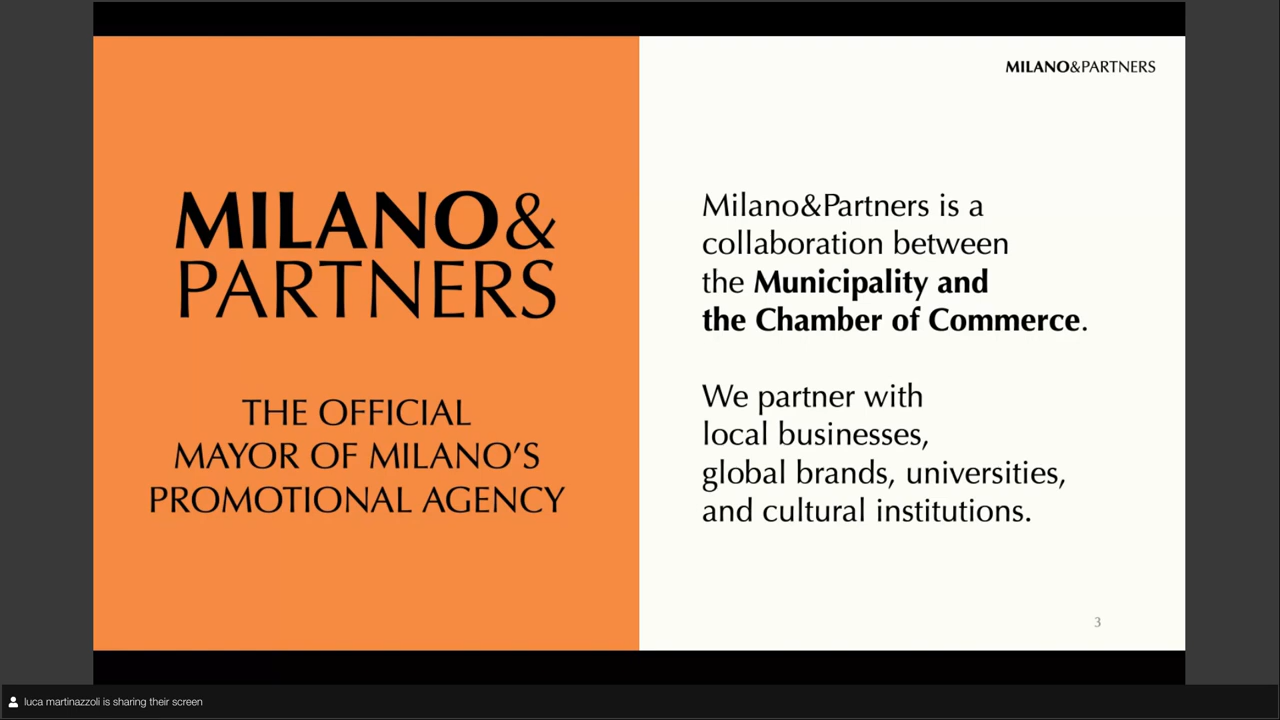 MILANO&PARTNERS
MILANO&
PARTNERS
THE OFFICIAL
MAYOR OF MILANO’S
PROMOTIONAL AGENCY
Milano&Partners is a
collaboration between
the Municipality and
the Chamber of Commerce.
We partner with
local businesses,
global brands, universities,
and cultural institutions.
3
luca martinazzoli is sharing their screen